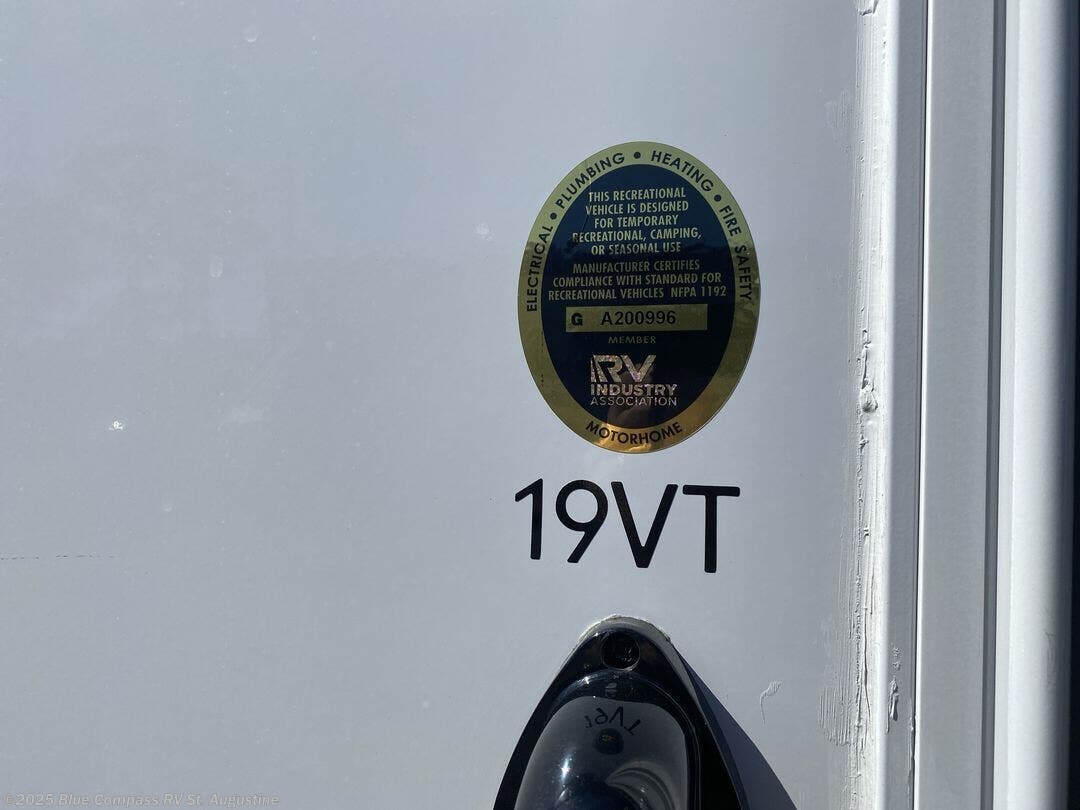 ELECTRICAL • PLUMBING • HEATING • FIRE SAFETY
THIS RECREATIONAL
VEHICLE IS DESIGNED
FOR TEMPORARY
RECREATIONAL, CAMPING,
OR SEASONAL USE
MANUFACTURER CERTIFIES
COMPLIANCE WITH STANDARD FOR
RECREATIONAL VEHICLES NFPA 1192
G A200996
MEMBER
RV
INDUSTRY
ASSOCIATION
MOTORHOME
19VT
©2025 Blue Compass RV St. Augustine